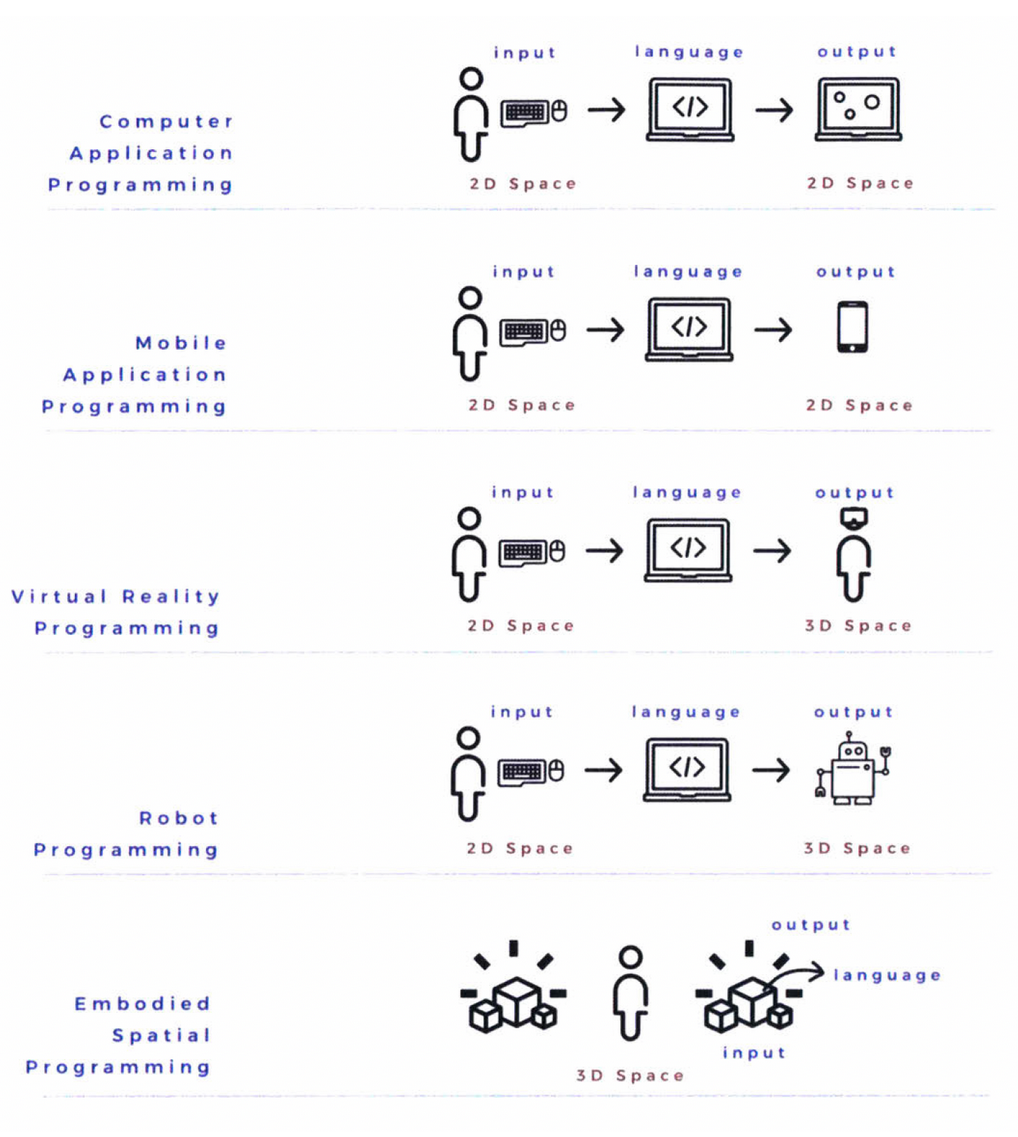 input language output
Computer
Application
Programming
</>
2D Space 2D Space
input language output
Mobile
Application
Programming
</>
2D Space 2D Space
input language output
Virtual Reality
Programming
</>
2D Space 3D Space
input language output
Robot
Programming
</>
2D Space 3D Space
output
language
Embodied
Spatial
Programming
input
3D Space